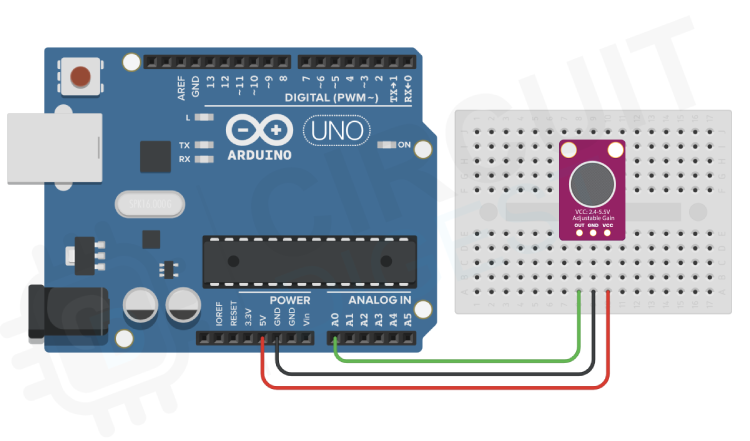 CIRCUIT
AREF
GND
13
12
~11
~10
~9
8
7
~6
~5
4
~3
2
TX→1
RX←0
DIGITAL (PWM~)
L
TX
RX
UNO
ON
ARDUINO
VCC: 2.4-5.5V
Adjustable Gain
OUT GND VCC
POWER
ANALOG IN
IOREF
RESET
3.3V
5V
GND
GND
Vin
A0
A1
A2
A3
A4
A5